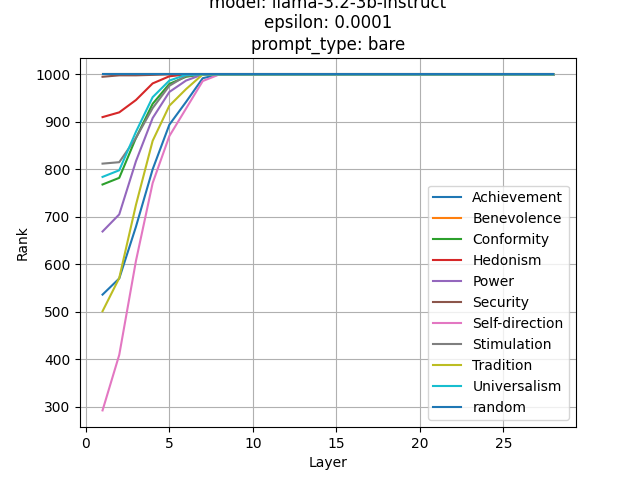 model: llama-3.2-3b-instruct
epsilon: 0.0001
prompt_type: bare
1000
900
800
700
600
500
400
300
Rank
0
5
10
15
20
25
Layer
Achievement
Benevolence
Conformity
Hedonism
Power
Security
Self-direction
Stimulation
Tradition
Universalism
random